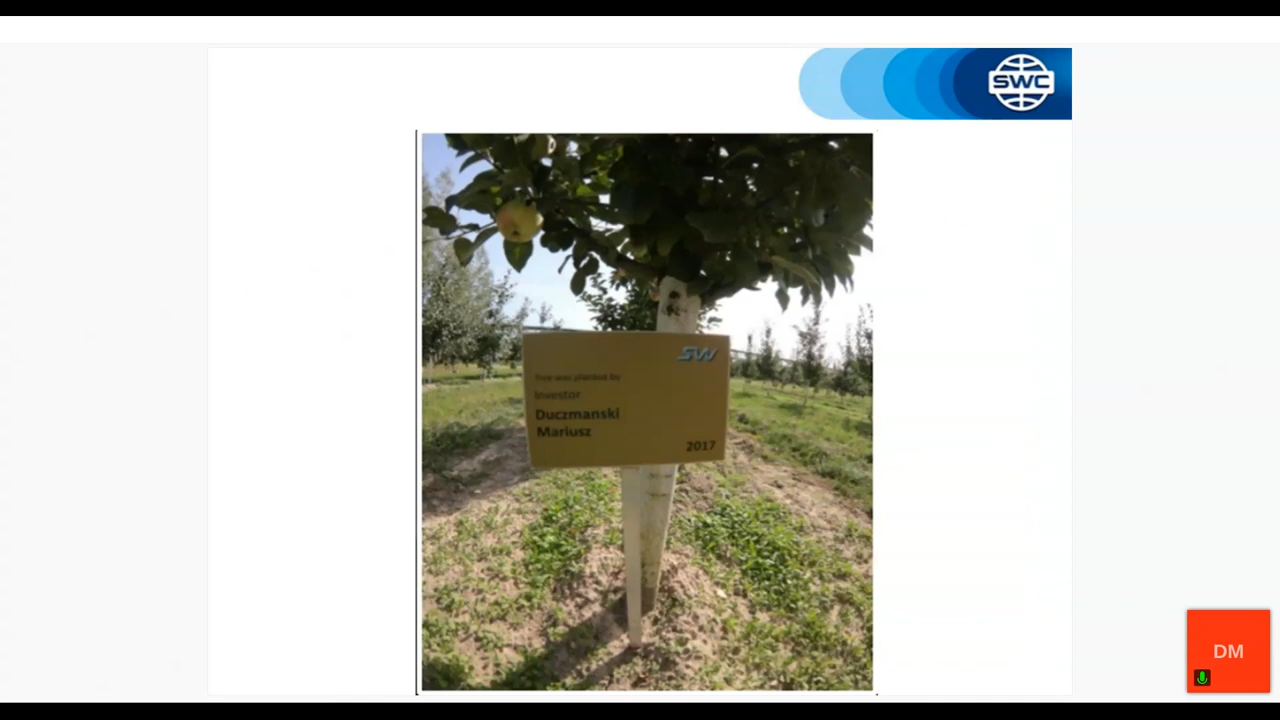 SWC
SW
Tree was planted by
Investor
Duczmanski
Mariusz
2017
DM